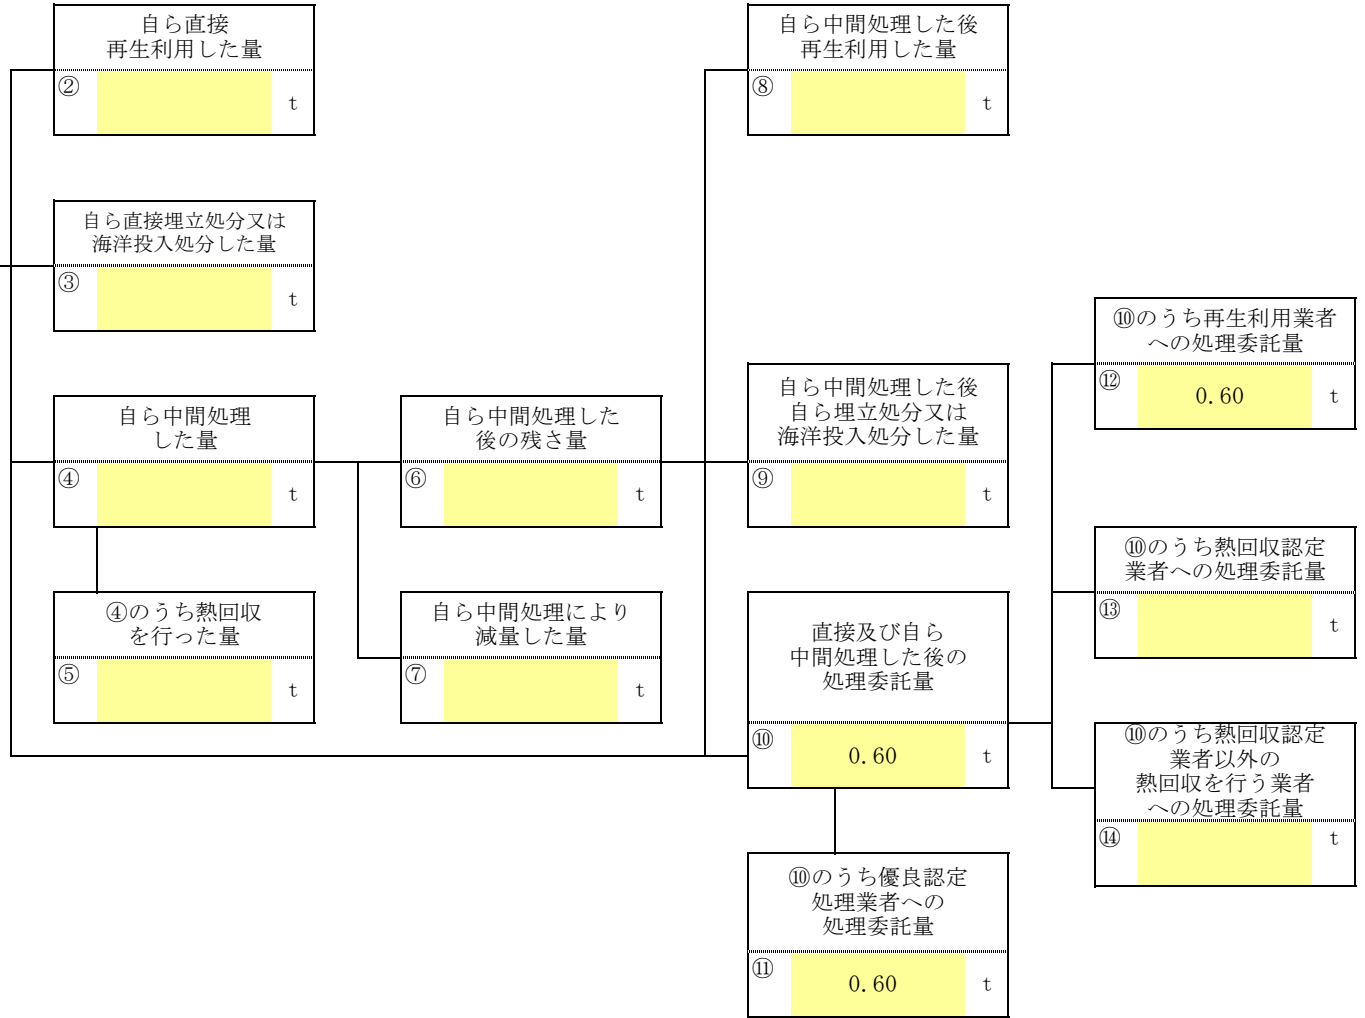 自ら直接
再生利用した量
② t
自ら直接埋立処分又は
海洋投入処分した量
③ t
自ら中間処理
した量
④ t
④のうち熱回収
を行った量
⑤ t
自ら中間処理した
後の残さ量
⑥ t
自ら中間処理により
減量した量
⑦ t
自ら中間処理した後
再生利用した量
⑧ t
自ら中間処理した後
自ら埋立処分又は
海洋投入処分した量
⑨ t
直接及び自ら
中間処理した後の
処理委託量
⑩ 0.60 t
⑩のうち優良認定
処理業者への
処理委託量
⑪ 0.60 t
⑩のうち再生利用業者
への処理委託量
⑫ 0.60 t
⑩のうち熱回収認定
業者への処理委託量
⑬ t
⑩のうち熱回収認定
業者以外の
熱回収を行う業者
への処理委託量
⑭ t